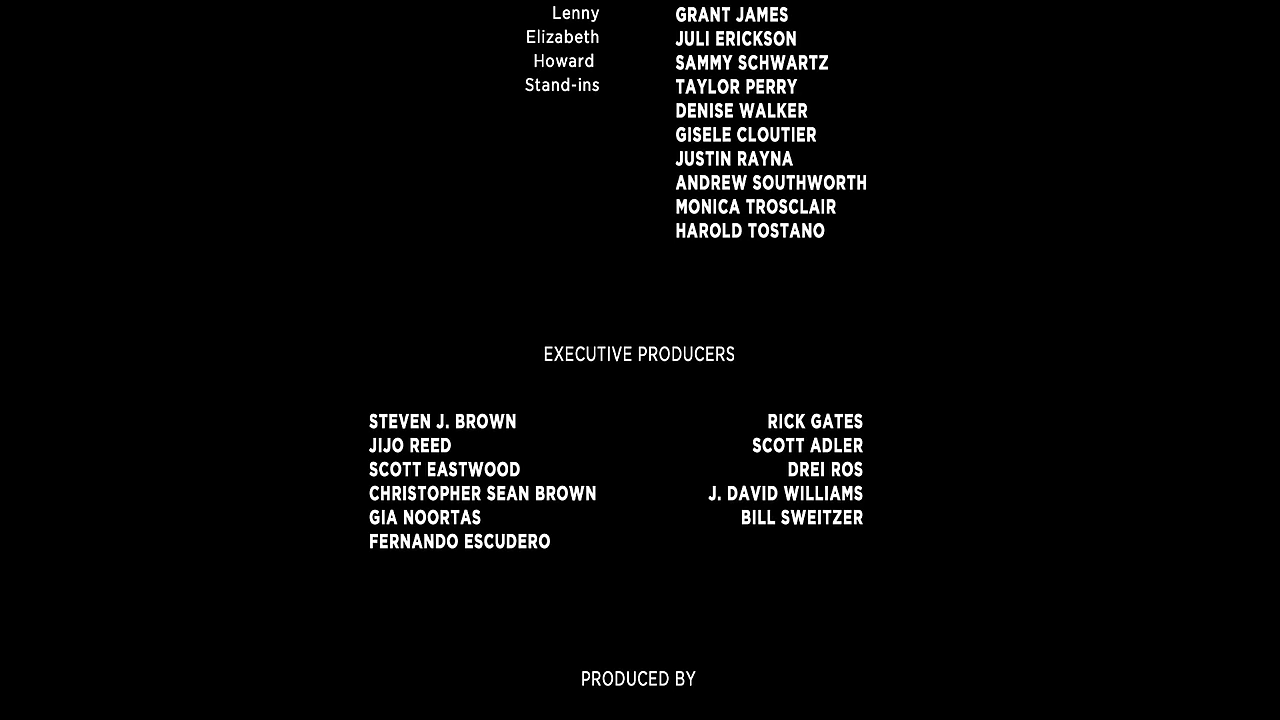 Lenny GRANT JAMES
Elizabeth JULI ERICKSON
Howard SAMMY SCHWARTZ
Stand-ins TAYLOR PERRY
DENISE WALKER
GISELE CLOUTIER
JUSTIN RAYNA
ANDREW SOUTHWORTH
MONICA TROSCLAIR
HAROLD TOSTANO
EXECUTIVE PRODUCERS
STEVEN J. BROWN RICK GATES
JIJO REED SCOTT ADLER
SCOTT EASTWOOD DREI ROS
CHRISTOPHER SEAN BROWN J. DAVID WILLIAMS
GIA NOORTAS BILL SWEITZER
FERNANDO ESCUDERO
PRODUCED BY